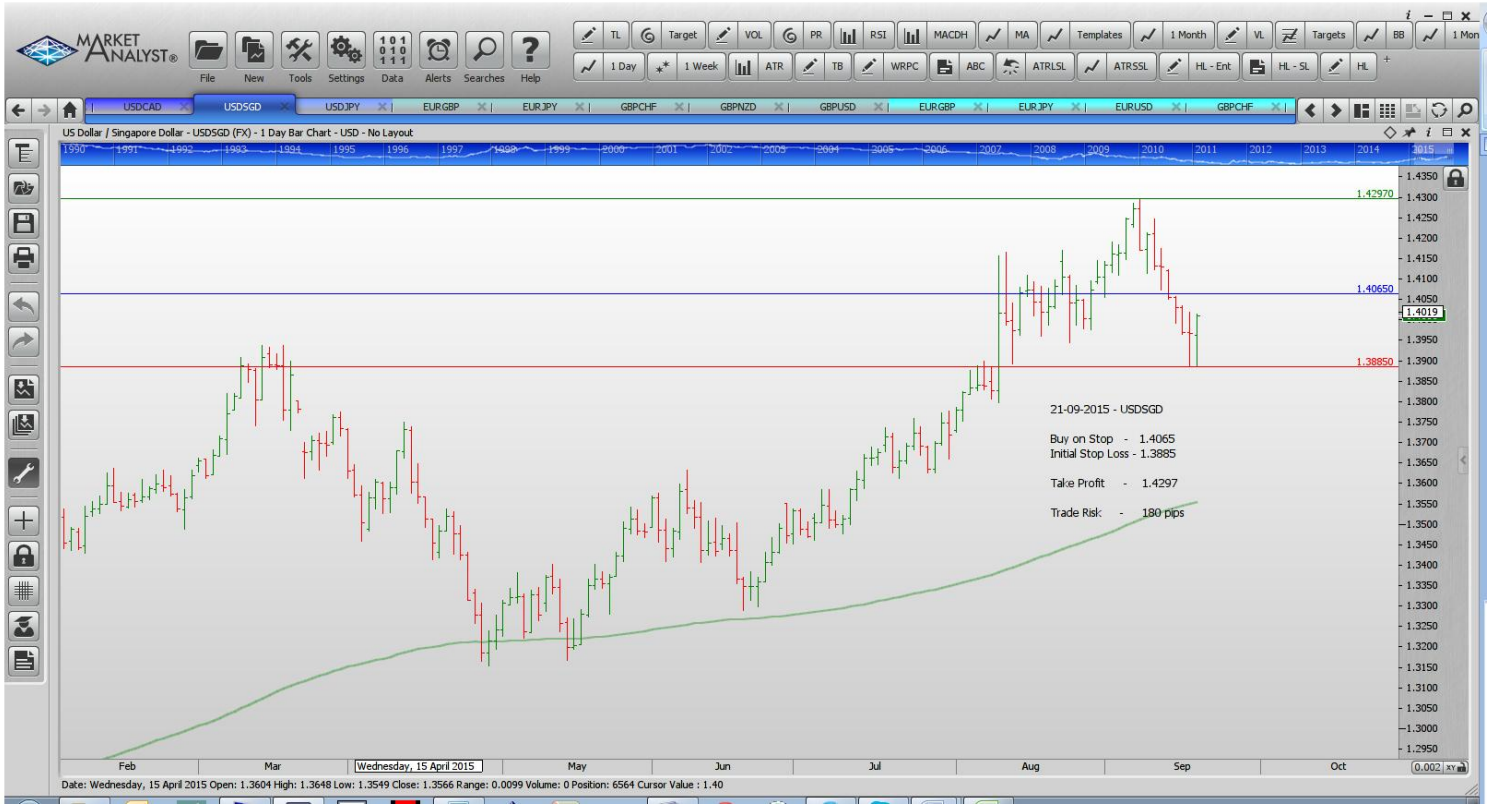 MARKET
ANALYST®
File New Tools Settings Data Alerts Searches Help
TL Target VOL PR RSI MACDH MA Templates 1 Month VL Targets BB 1 Mon
1 Day 1 Week ATR TB WRPC ABC ATRLSL ATRSSL HL - Ent HL - SL HL +
USDCAD USDSGD USDJPY EURGBP EURJPY GBPCHF GBPNZD GBPUSD EURGBP EURJPY EURUSD GBPCHF
US Dollar / Singapore Dollar - USDSGD (FX) - 1 Day Bar Chart - USD - No Layout
1990 1991 1992 1993 1994 1995 1996 1997 1998 1999 2000 2001 2002 2003 2004 2005 2006 2007 2008 2009 2010 2011 2012 2013 2014 2015
1.4350
1.42970
1.4300
1.4250
1.4200
1.4150
1.4100
1.40650
1.4050
1.4019
1.3950
1.38850
1.3900
1.3850
1.3800
1.3750
1.3700
1.3650
1.3600
1.3550
1.3500
1.3450
1.3400
1.3350
1.3300
1.3250
1.3200
1.3150
1.3100
1.3050
1.3000
1.2950
21-09-2015 - USDSGD
Buy on Stop - 1.4065
Initial Stop Loss - 1.3885
Take Profit - 1.4297
Trade Risk - 180 pips
Feb Mar Wednesday, 15 April 2015 May Jun Jul Aug Sep Oct 0.002 XY
Date: Wednesday, 15 April 2015 Open: 1.3604 High: 1.3648 Low: 1.3549 Close: 1.3566 Range: 0.0099 Volume: 0 Position: 6564 Cursor Value : 1.40